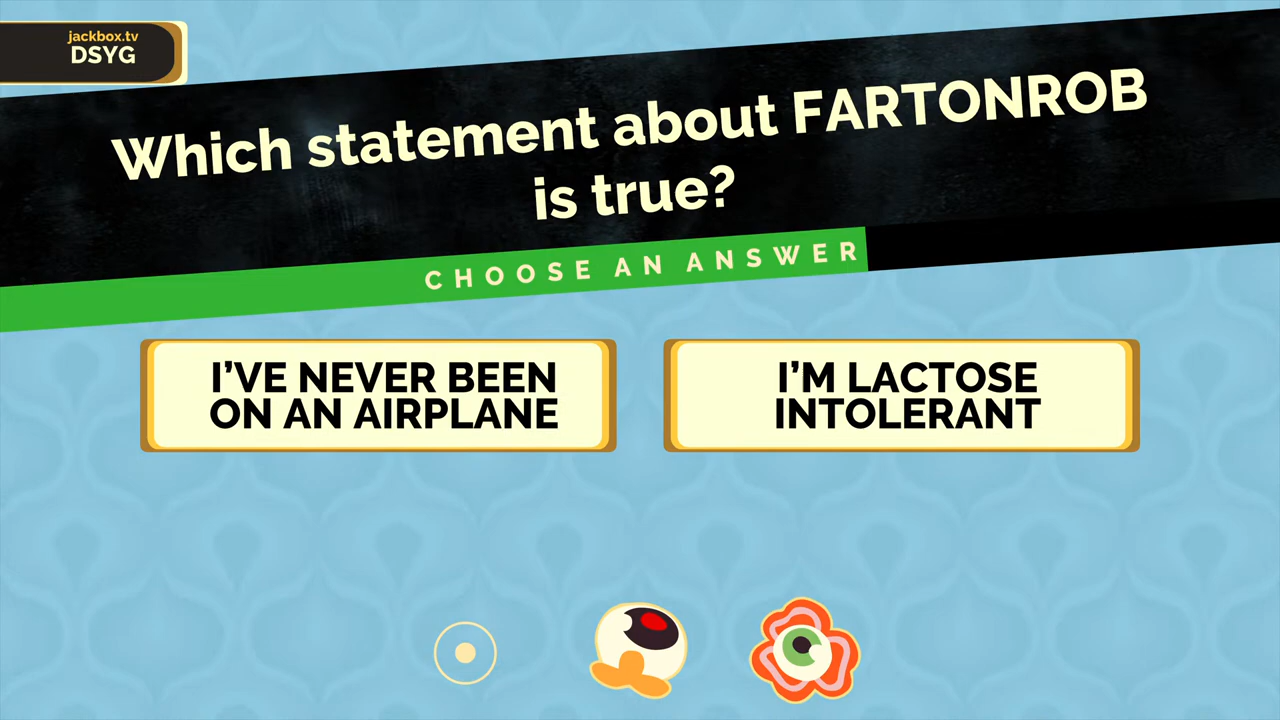 jackbox.tv
DSYG
Which statement about FARTONROB
is true?
CHOOSE AN ANSWER
I’VE NEVER BEEN
ON AN AIRPLANE
I’M LACTOSE
INTOLERANT